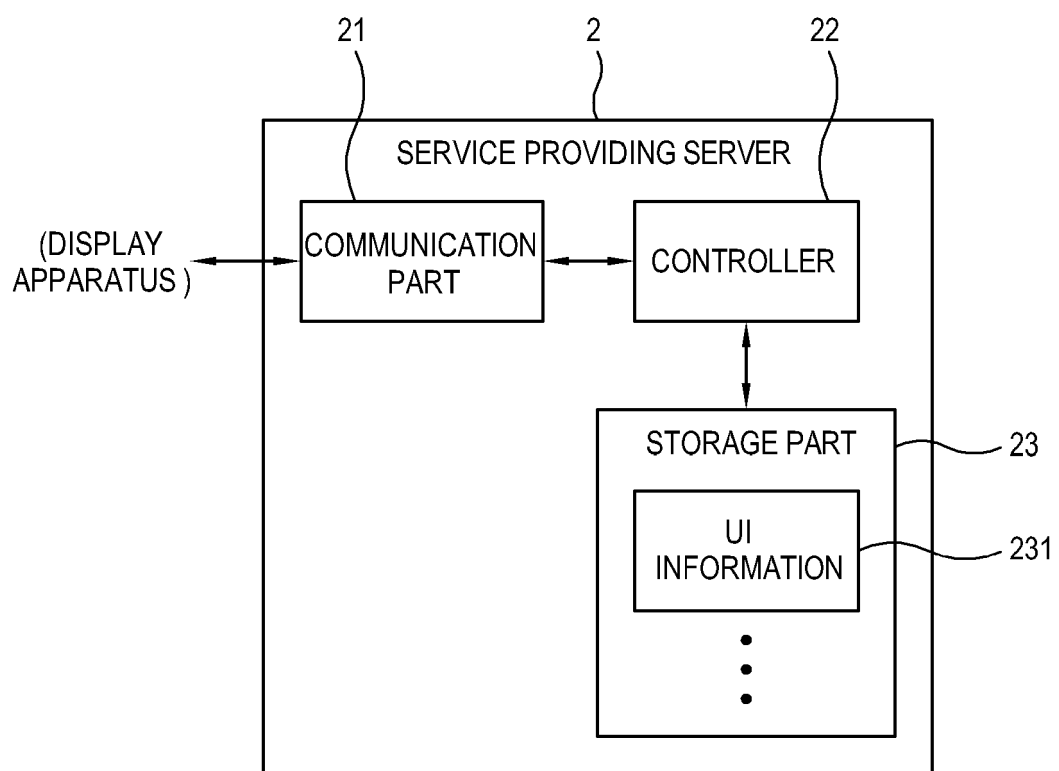 21
2
22
SERVICE PROVIDING SERVER
(DISPLAY
APPARATUS )
COMMUNICATION
PART
CONTROLLER
STORAGE PART
23
UI
INFORMATION
231